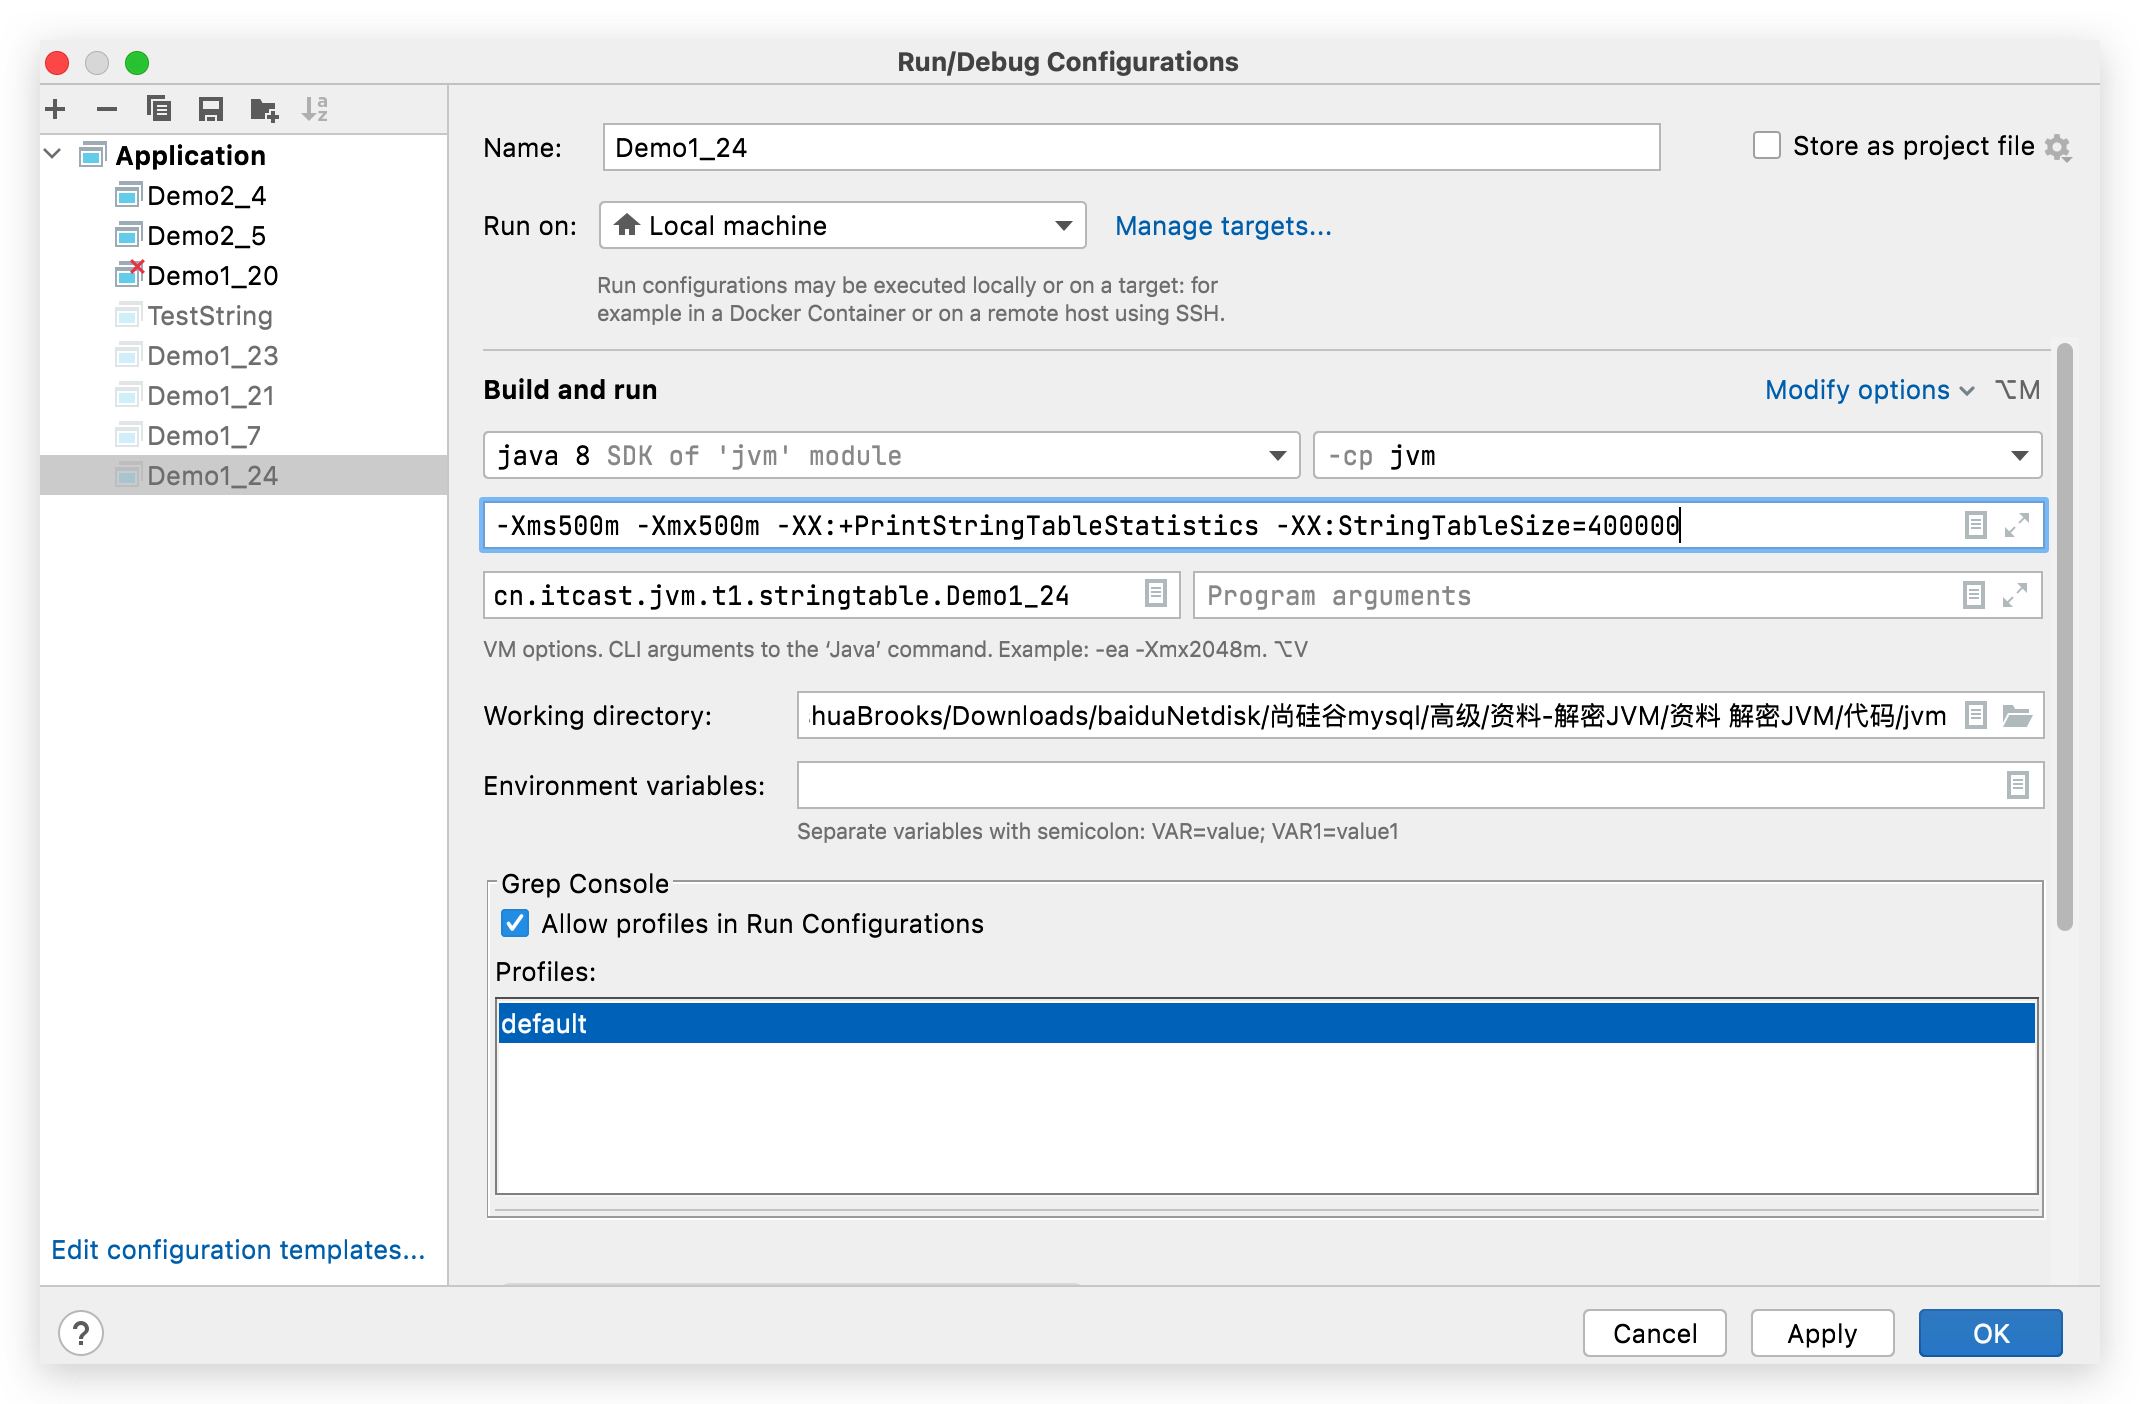 Run/Debug Configurations
Application
Demo2_4
Demo2_5
Demo1_20
TestString
Demo1_23
Demo1_21
Demo1_7
Demo1_24
Edit configuration templates...
Name:
Demo1_24
Store as project file
Run on:
Local machine
Manage targets...
Run configurations may be executed locally or on a target: for
example in a Docker Container or on a remote host using SSH.
Build and run
Modify options
⌥M
java 8 SDK of 'jvm' module
-cp jvm
-Xms500m -Xmx500m -XX:+PrintStringTableStatistics -XX:StringTableSize=400000
cn.itcast.jvm.t1.stringtable.Demo1_24
Program arguments
VM options. CLI arguments to the ‘Java’ command. Example: -ea -Xmx2048m. ⌥V
Working directory:
huaBrooks/Downloads/baiduNetdisk/尚硅谷mysql/高级/资料-解密JVM/资料 解密JVM/代码/jvm
Environment variables:
Separate variables with semicolon: VAR=value; VAR1=value1
Grep Console
Allow profiles in Run Configurations
Profiles:
default
?
Cancel
Apply
OK